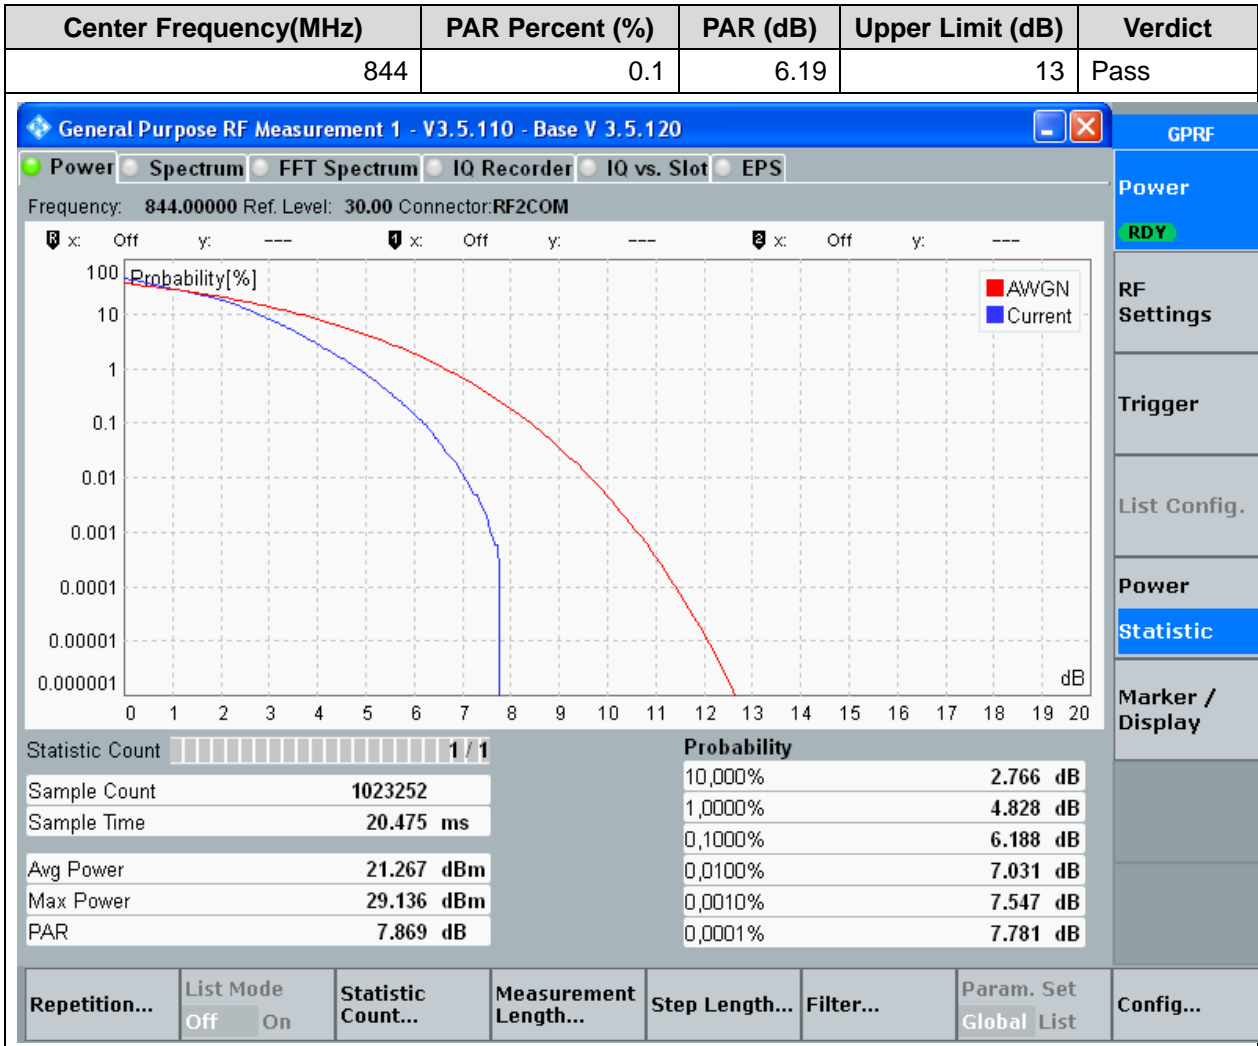 Center Frequency(MHz) PAR Percent (%) PAR (dB) Upper Limit (dB) Verdict
844 0.1 6.19 13 Pass
General Purpose RF Measurement 1 - V3.5.110 - Base V 3.5.120
GPRF
Power Spectrum FFT Spectrum IQ Recorder IQ vs. Slot EPS
Power
RDY
Frequency: 844.00000 Ref. Level: 30.00 Connector:RF2COM
R x: Off y: --- 1 x: Off y: --- 2 x: Off y: ---
Probability[%]
AWGN
Current
100
10
1
0.1
0.01
0.001
0.0001
0.00001
0.000001
dB
0 1 2 3 4 5 6 7 8 9 10 11 12 13 14 15 16 17 18 19 20
RF
Settings
Trigger
List Config.
Power
Statistic
Marker /
Display
Statistic Count 1 / 1
Sample Count 1023252
Sample Time 20.475 ms
Avg Power 21.267 dBm
Max Power 29.136 dBm
PAR 7.869 dB
Probability
10,000% 2.766 dB
1,0000% 4.828 dB
0,1000% 6.188 dB
0,0100% 7.031 dB
0,0010% 7.547 dB
0,0001% 7.781 dB
Repetition...
List Mode
Off On
Statistic
Count...
Measurement
Length...
Step Length...
Filter...
Param. Set
Global List
Config...